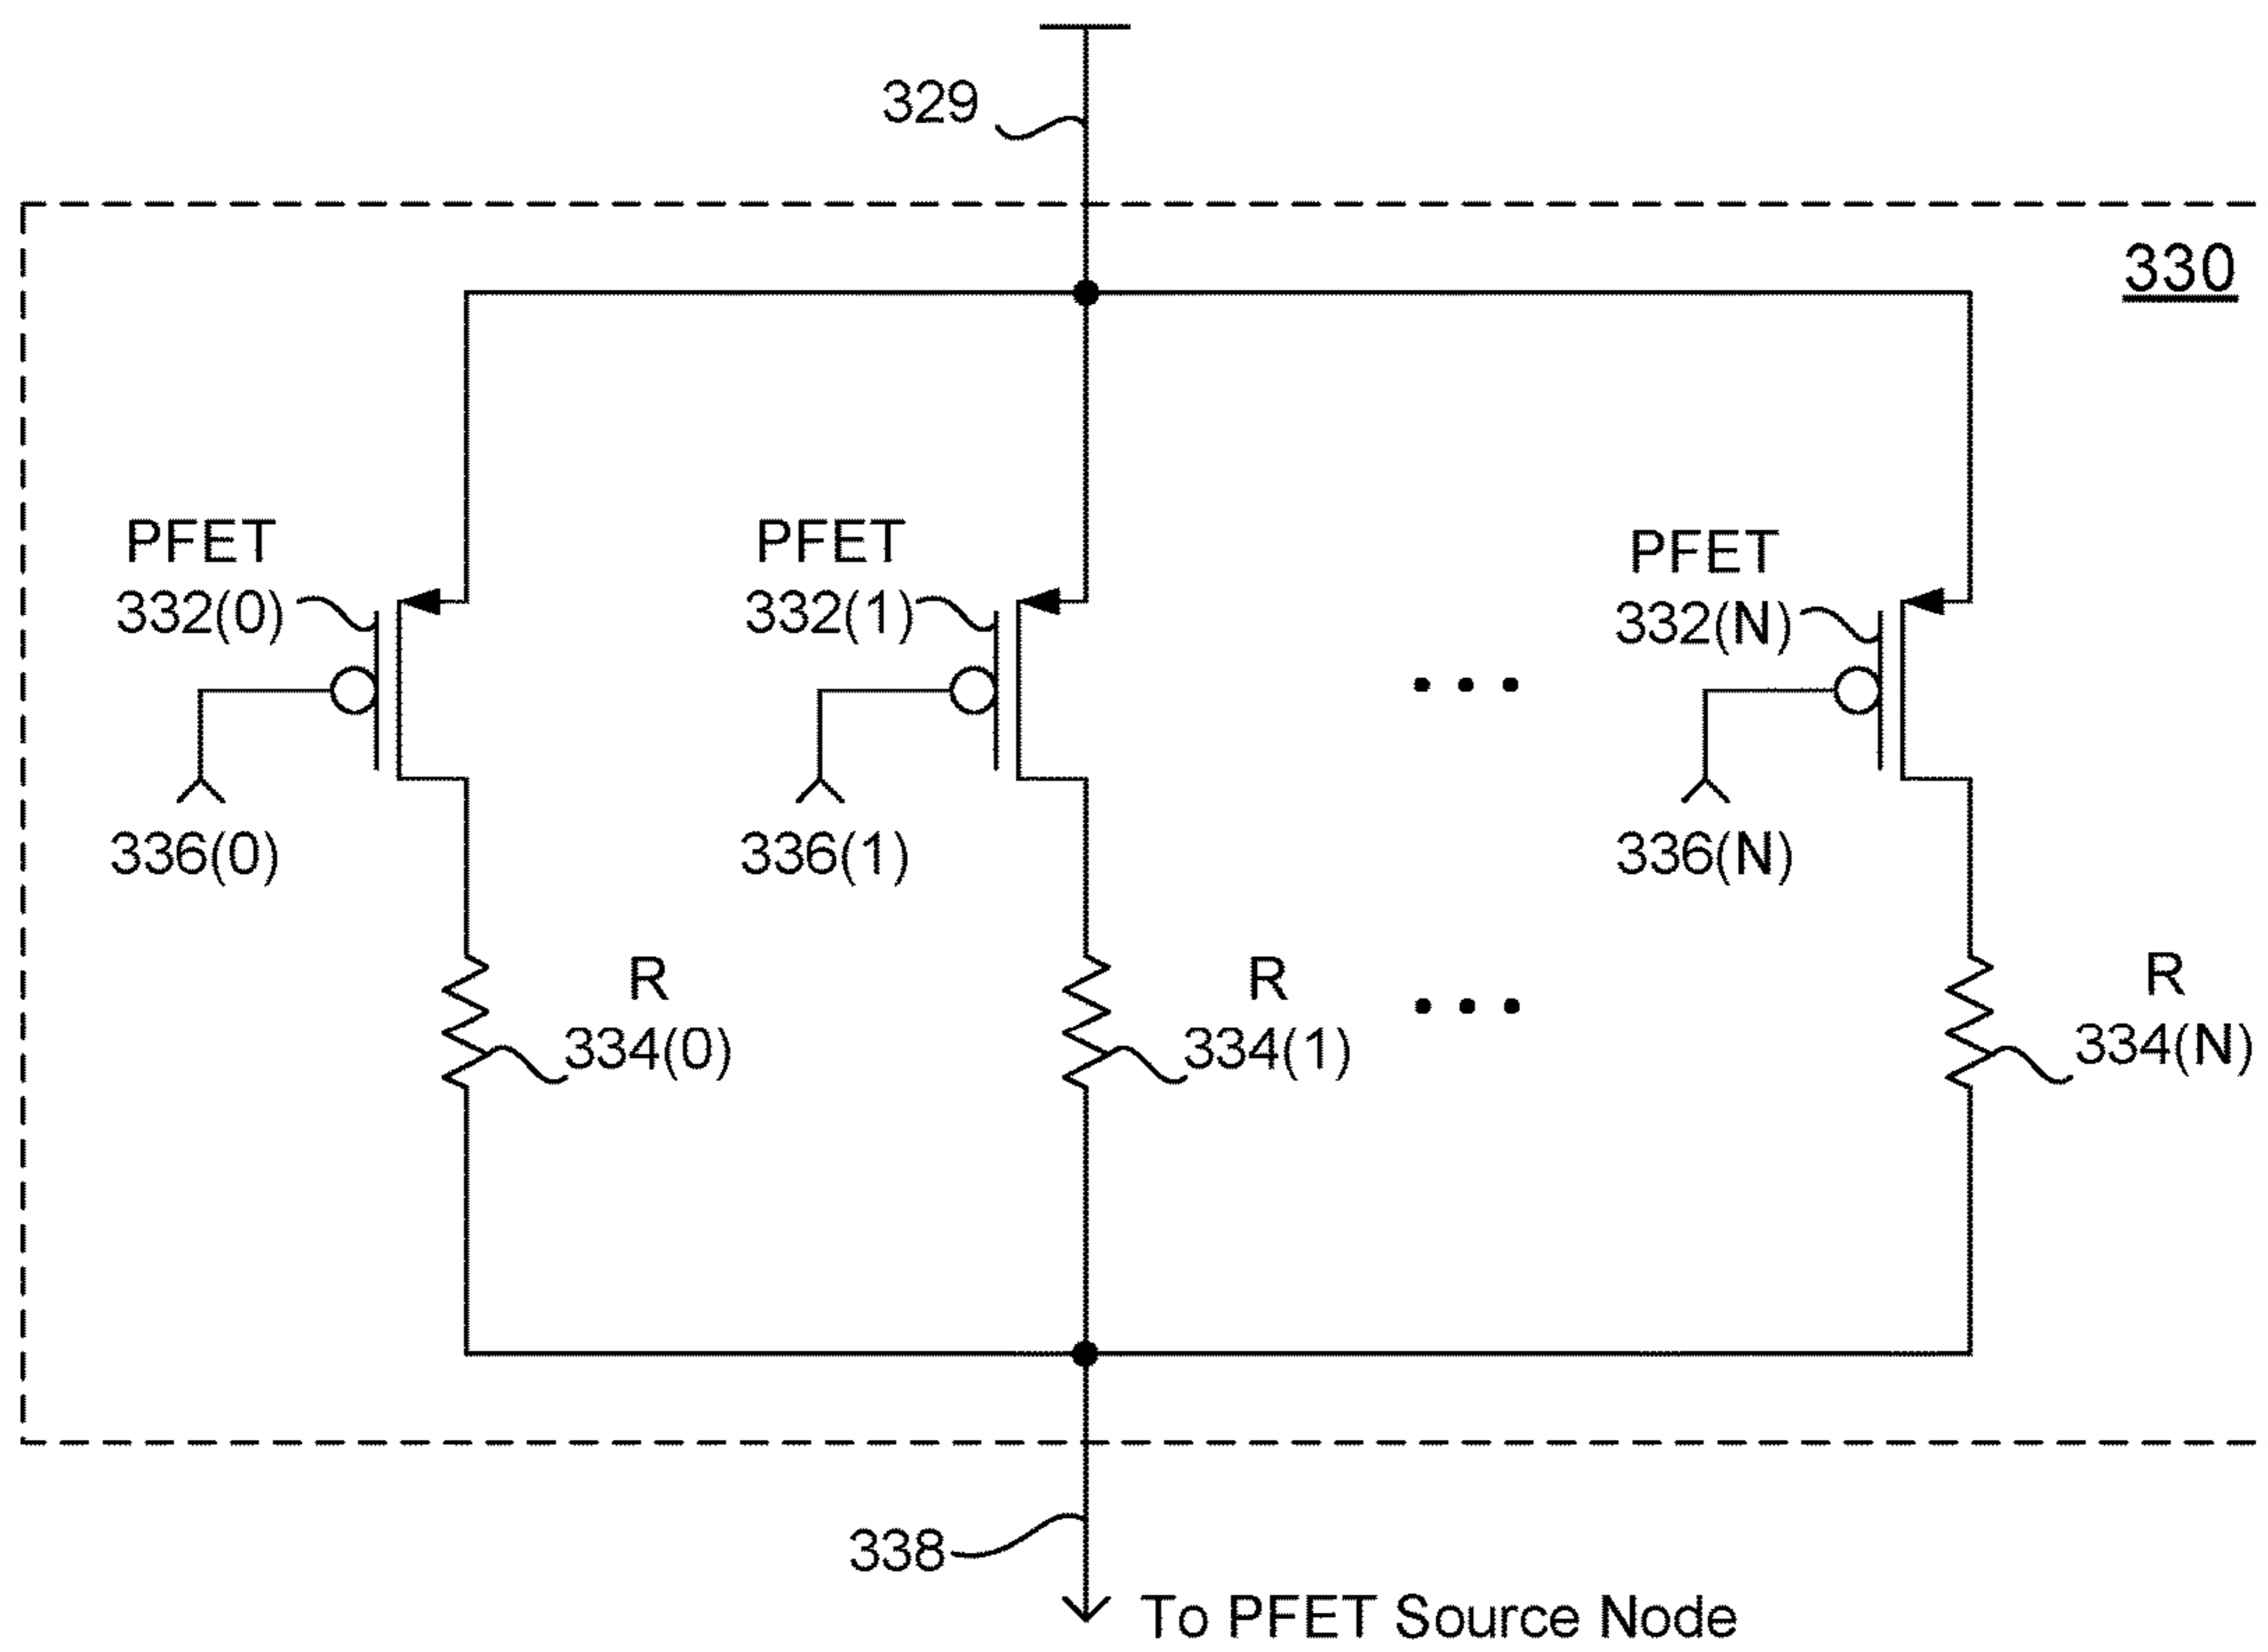 329
330
PFET
332(0)
PFET
332(1)
PFET
332(N)
336(0)
336(1)
336(N)
R
334(0)
R
334(1)
R
334(N)
338
To PFET Source Node